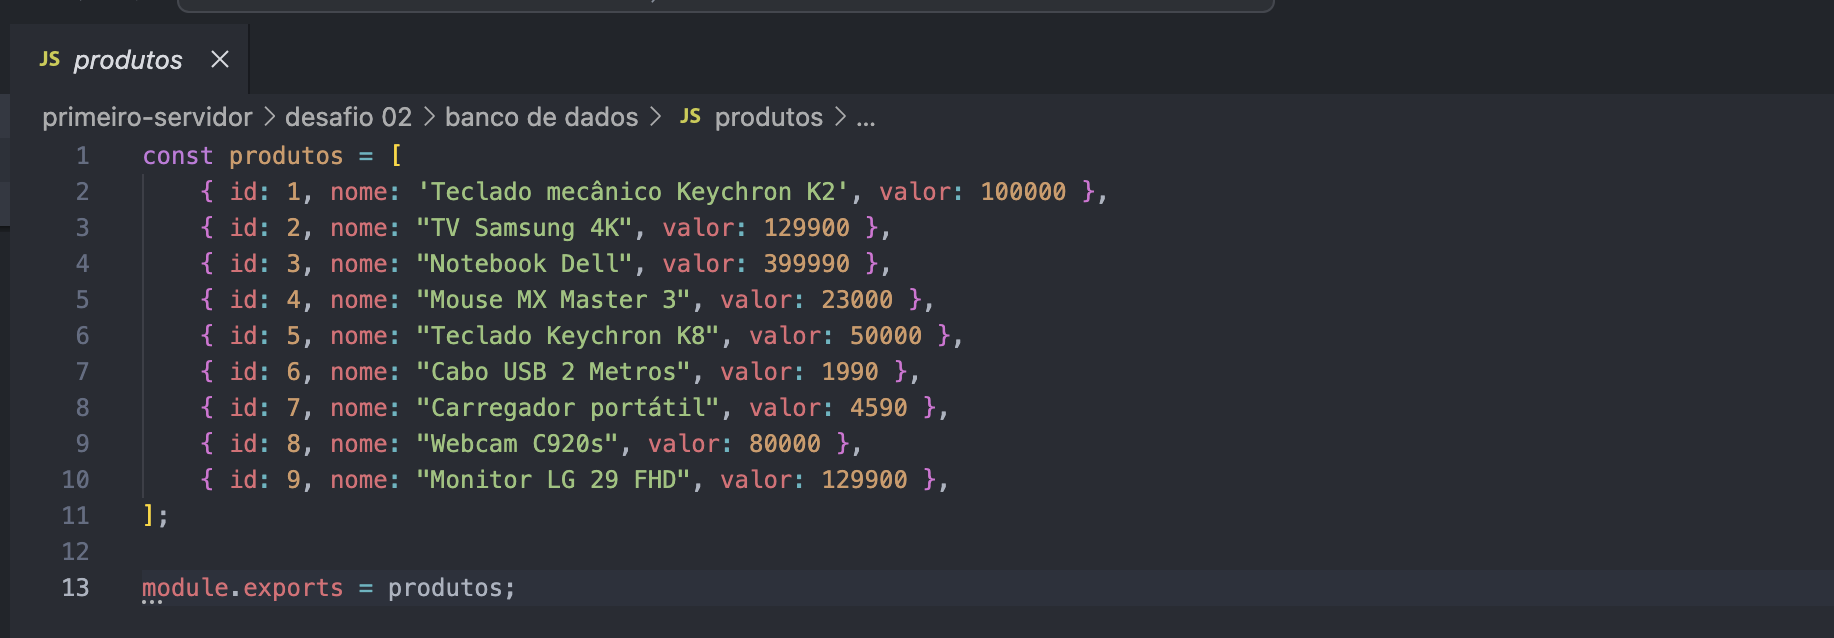 JS produtos ×
primeiro-servidor > desafio 02 > banco de dados > JS produtos > ...
1 const produtos = [
2 { id: 1, nome: 'Teclado mecânico Keychron K2', valor: 100000 },
3 { id: 2, nome: "TV Samsung 4K", valor: 129900 },
4 { id: 3, nome: "Notebook Dell", valor: 399990 },
5 { id: 4, nome: "Mouse MX Master 3", valor: 23000 },
6 { id: 5, nome: "Teclado Keychron K8", valor: 50000 },
7 { id: 6, nome: "Cabo USB 2 Metros", valor: 1990 },
8 { id: 7, nome: "Carregador portátil", valor: 4590 },
9 { id: 8, nome: "Webcam C920s", valor: 80000 },
10 { id: 9, nome: "Monitor LG 29 FHD", valor: 129900 },
11 ];
12
13 module.exports = produtos;